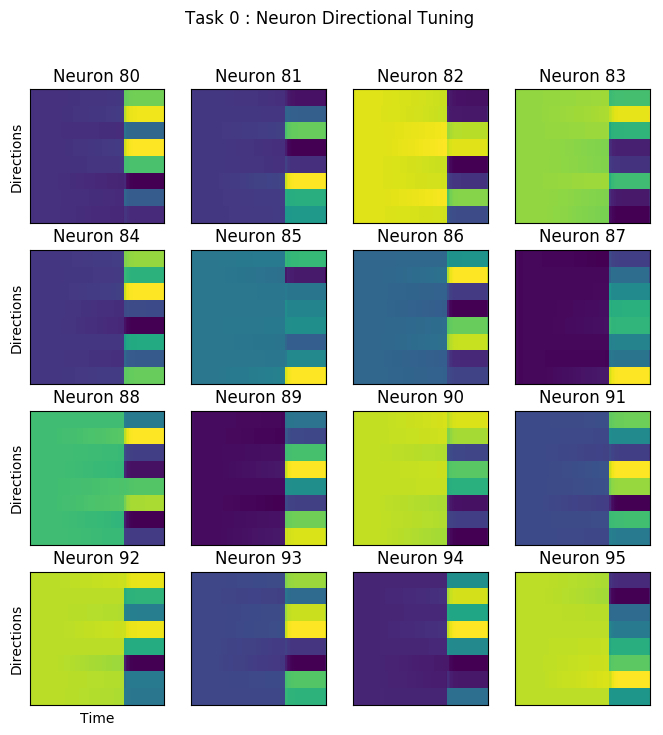 Task 0 : Neuron Directional Tuning
Neuron 80 Neuron 81 Neuron 82 Neuron 83
Directions
Neuron 84 Neuron 85 Neuron 86 Neuron 87
Directions
Neuron 88 Neuron 89 Neuron 90 Neuron 91
Directions
Neuron 92 Neuron 93 Neuron 94 Neuron 95
Directions
Time